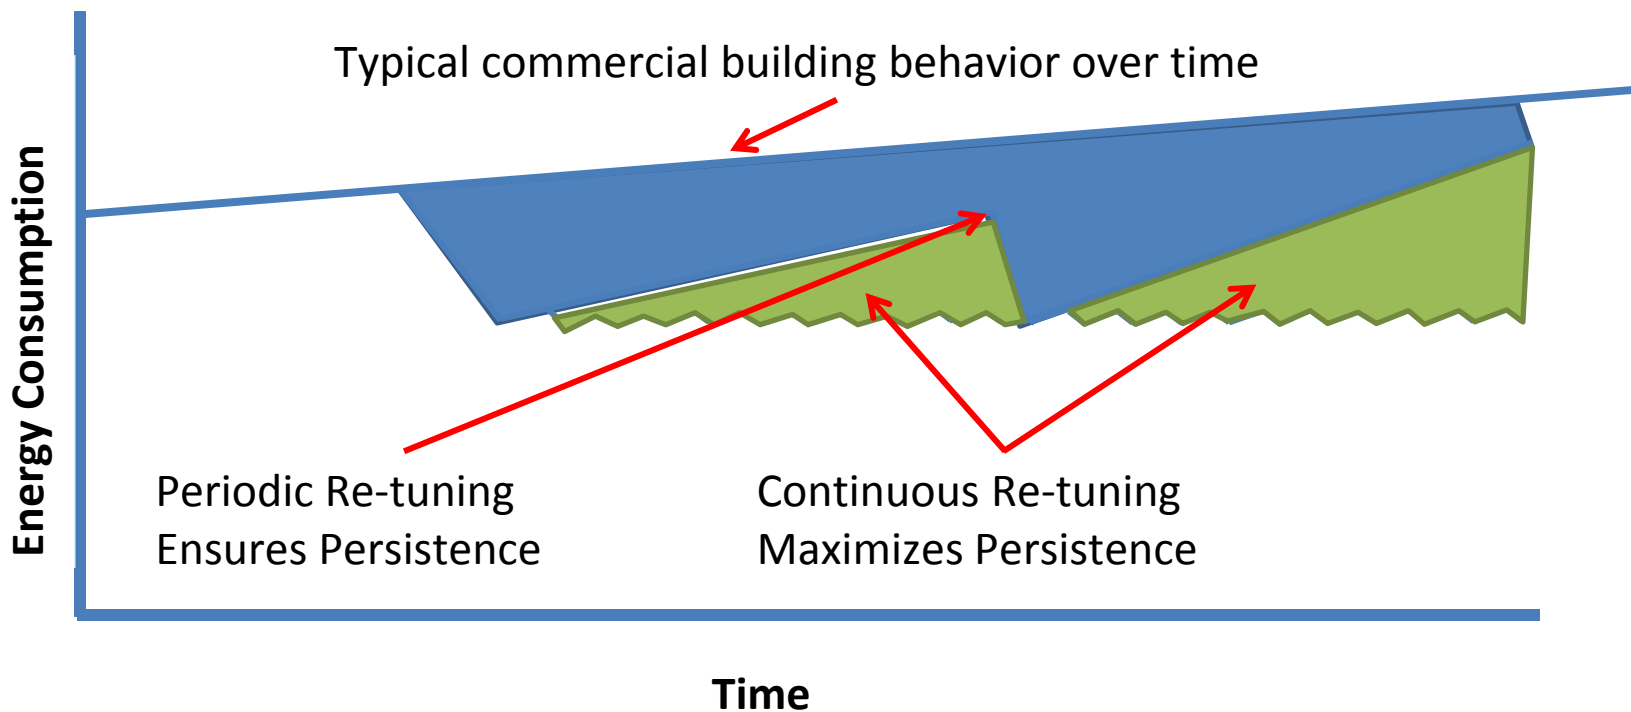 Typical commercial building behavior over time
Energy Consumption
Periodic Re-tuning
Ensures Persistence
Continuous Re-tuning
Maximizes Persistence
Time